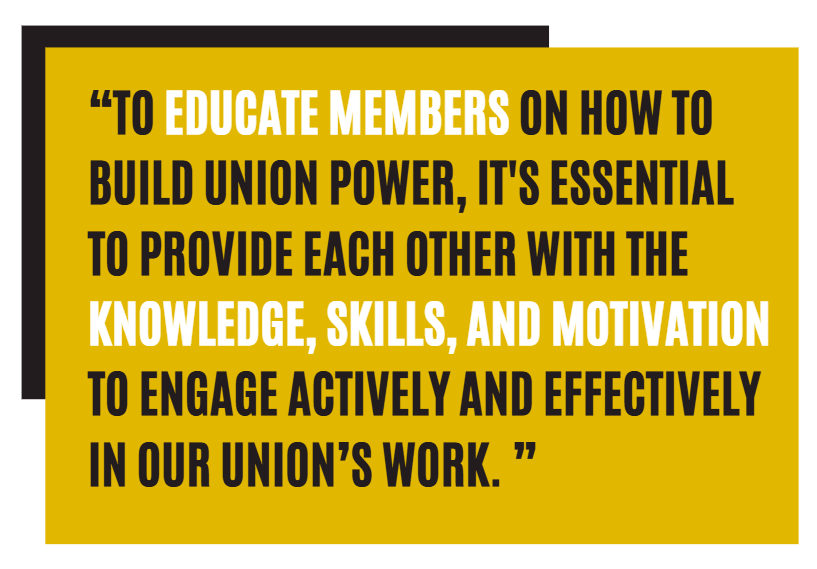 “TO EDUCATE MEMBERS ON HOW TO
BUILD UNION POWER, IT'S ESSENTIAL
TO PROVIDE EACH OTHER WITH THE
KNOWLEDGE, SKILLS, AND MOTIVATION
TO ENGAGE ACTIVELY AND EFFECTIVELY
IN OUR UNION’S WORK. ”